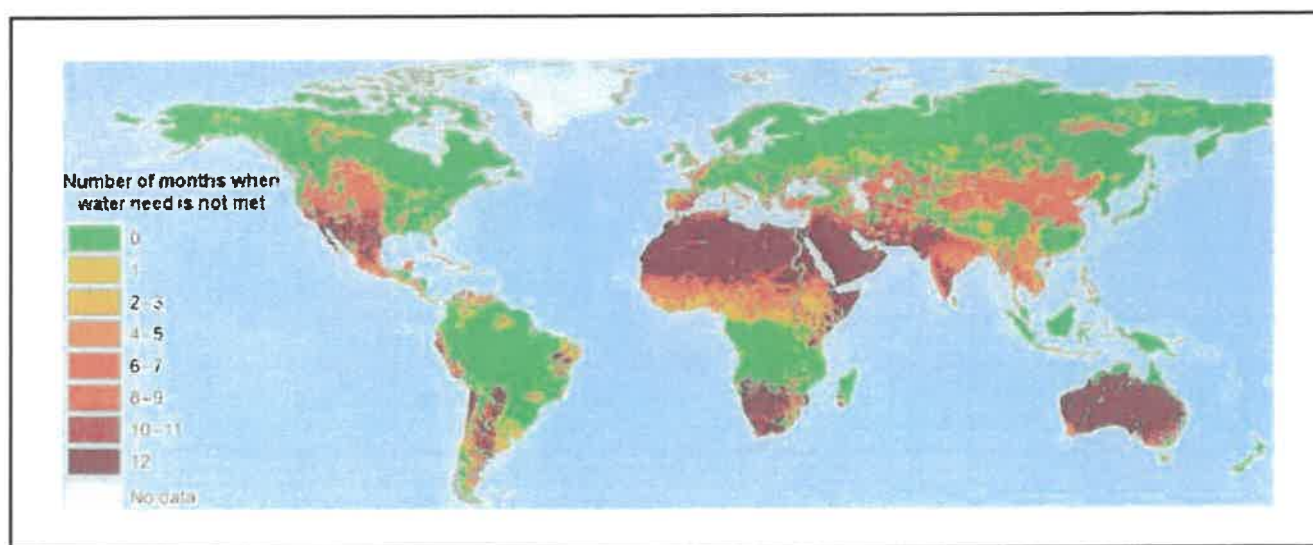 Number of months when
water need is not met
0
1
2-3
4-5
6-7
8-9
10-11
12
No data